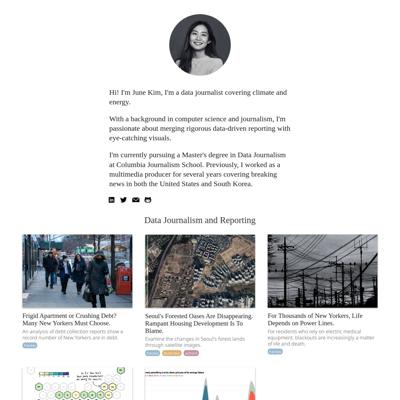 Hi! I'm June Kim, I'm a data journalist covering climate and
energy.
With a background in computer science and journalism, I'm
passionate about merging rigorous data-driven reporting with
eye-catching visuals.
I'm currently pursuing a Master's degree in Data Journalism
at Columbia Journalism School. Previously, I worked as a
multimedia producer for several years covering breaking
news in both the United States and South Korea.
Data Journalism and Reporting
Frigid Apartment or Crushing Debt?
Many New Yorkers Must Choose.
An analysis of debt collection reports show a
record number of New Yorkers are in debt.
Seoul's Forested Oases Are Disappearing.
Rampant Housing Development Is To
Blame.
Examine the changes in Seoul's forest lands
through satellite images.
For Thousands of New Yorkers, Life
Depends on Power Lines.
For residents who rely on electric medical
equipment, blackouts are increasingly a matter
of life and death.